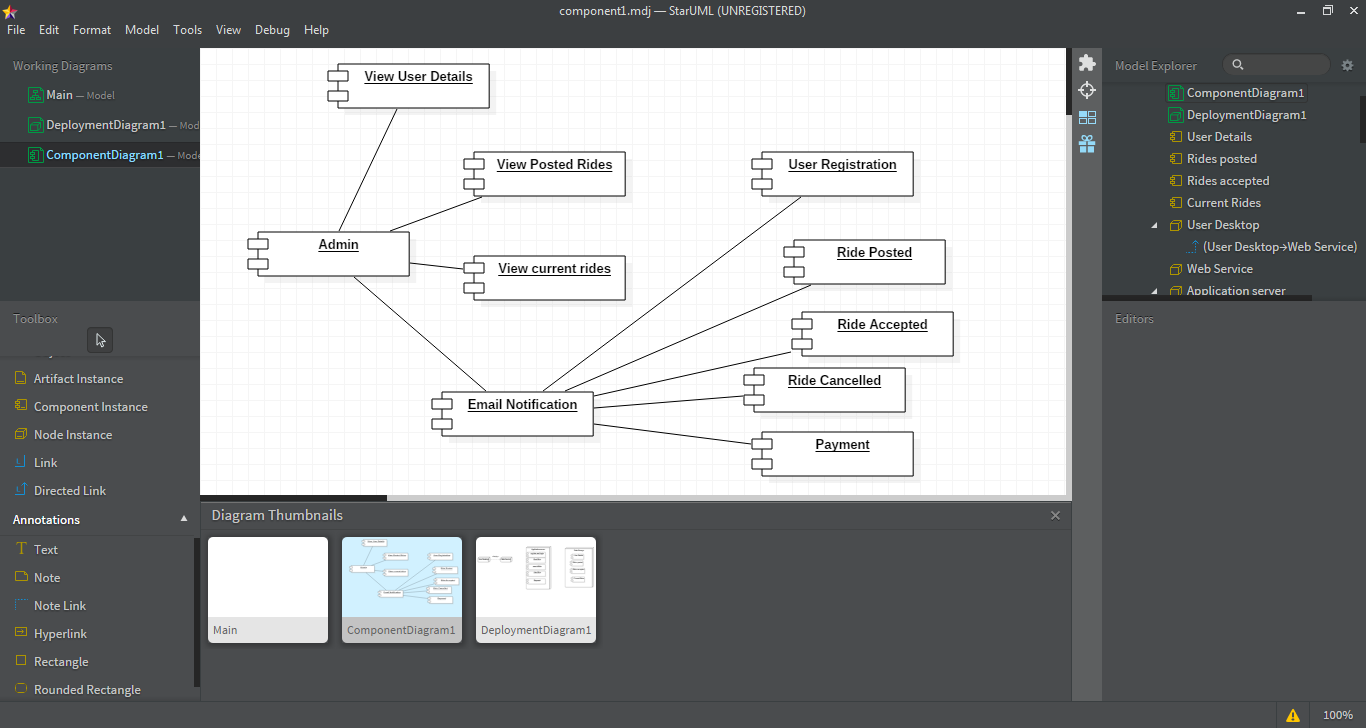 component1.mdj — StarUML (UNREGISTERED)
File Edit Format Model Tools View Debug Help
Working Diagrams
Main — Model
DeploymentDiagram1 — Mod
ComponentDiagram1 — Mode
Toolbox
Artifact Instance
Component Instance
Node Instance
Link
Directed Link
Annotations
Text
Note
Note Link
Hyperlink
Rectangle
Rounded Rectangle
View User Details
View Posted Rides
User Registration
Admin
Ride Posted
View current rides
Ride Accepted
Ride Cancelled
Email Notification
Payment
Diagram Thumbnails
Main
ComponentDiagram1
DeploymentDiagram1
Model Explorer
ComponentDiagram1
DeploymentDiagram1
User Details
Rides posted
Rides accepted
Current Rides
User Desktop
(User Desktop→Web Service)
Web Service
Application server
Editors
100%